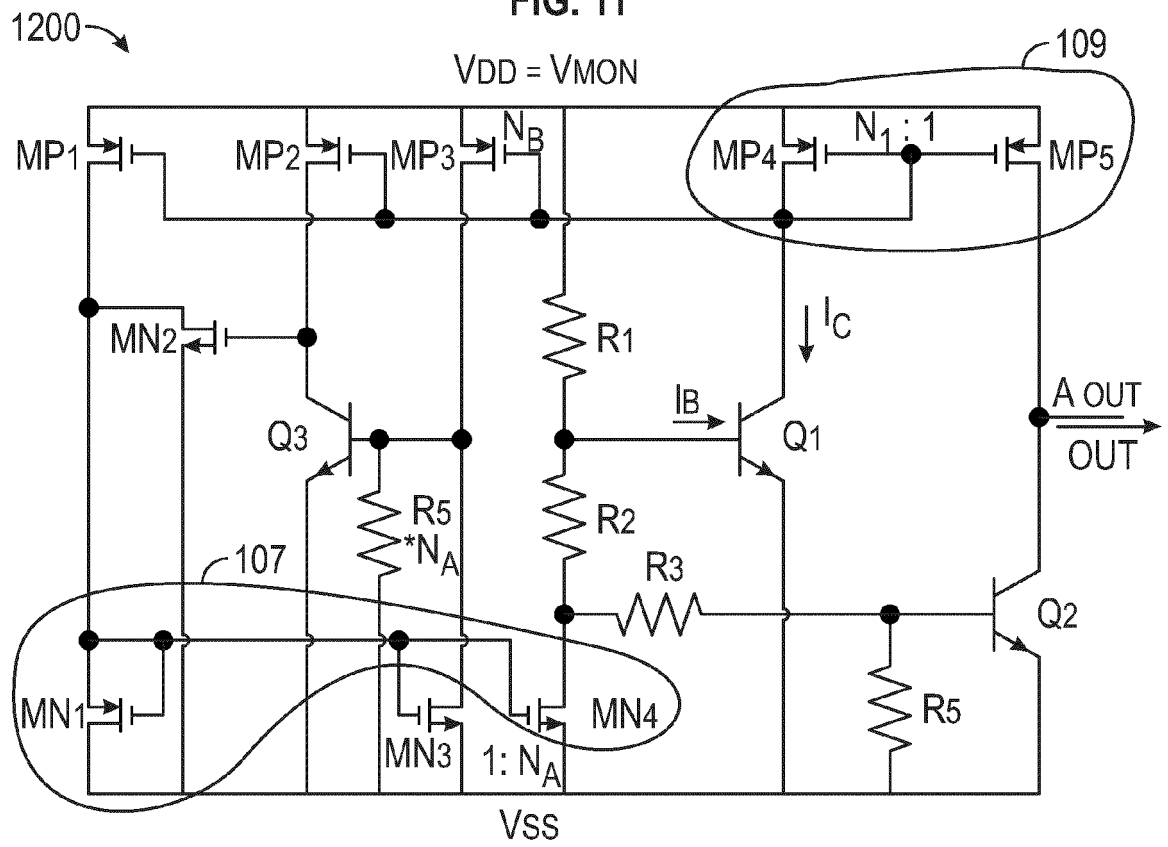 FIG. 11
1200
109
VDD = VMON
MP1
MP2
MP3
NB
MP4
N1 : 1
MP5
MN2
R1
IC
IB
Q3
Q1
A OUT
OUT
R5
*NA
R2
107
R3
Q2
MN1
MN3
MN4
R5
1: NA
VSS